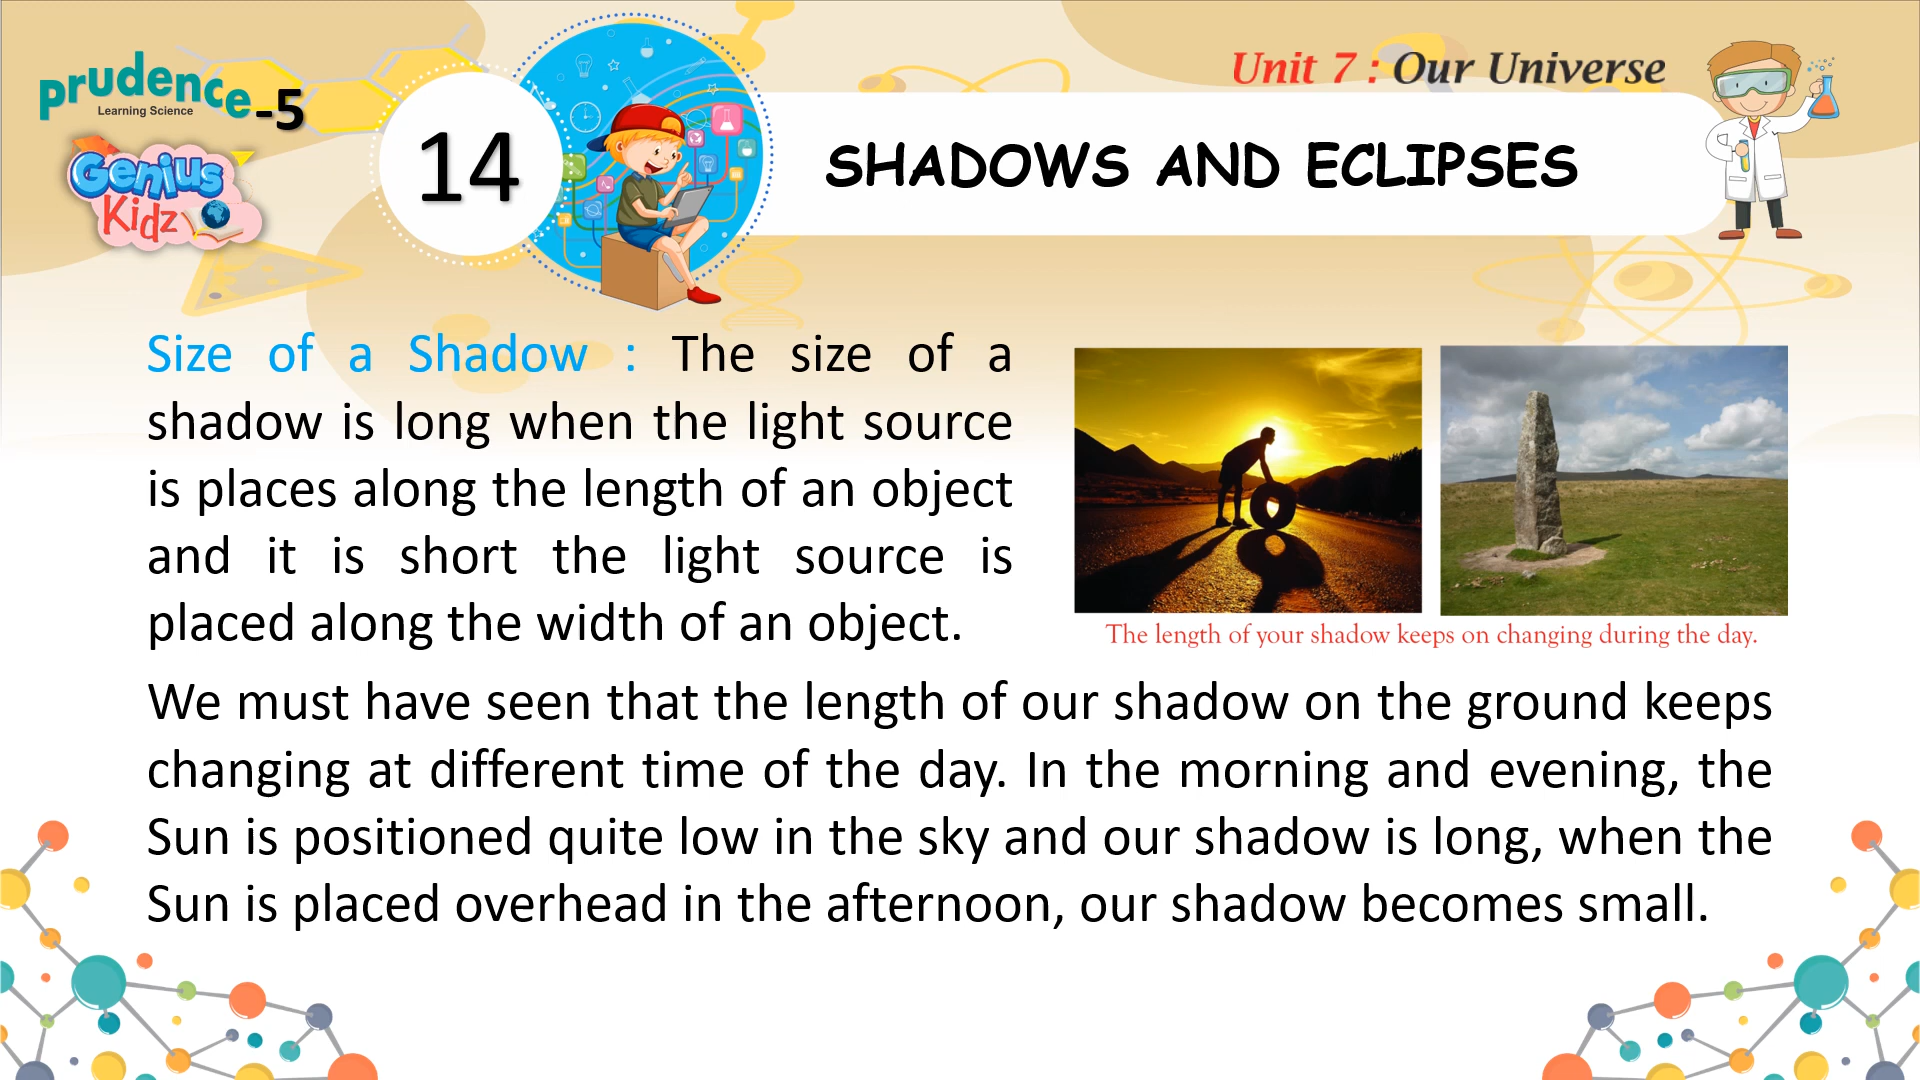 prudence-5
Learning Science
Genius
Kidz
14
Unit 7 : Our Universe
SHADOWS AND ECLIPSES
Size of a Shadow : The size of a
shadow is long when the light source
is places along the length of an object
and it is short the light source is
placed along the width of an object.
The length of your shadow keeps on changing during the day.
We must have seen that the length of our shadow on the ground keeps
changing at different time of the day. In the morning and evening, the
Sun is positioned quite low in the sky and our shadow is long, when the
Sun is placed overhead in the afternoon, our shadow becomes small.